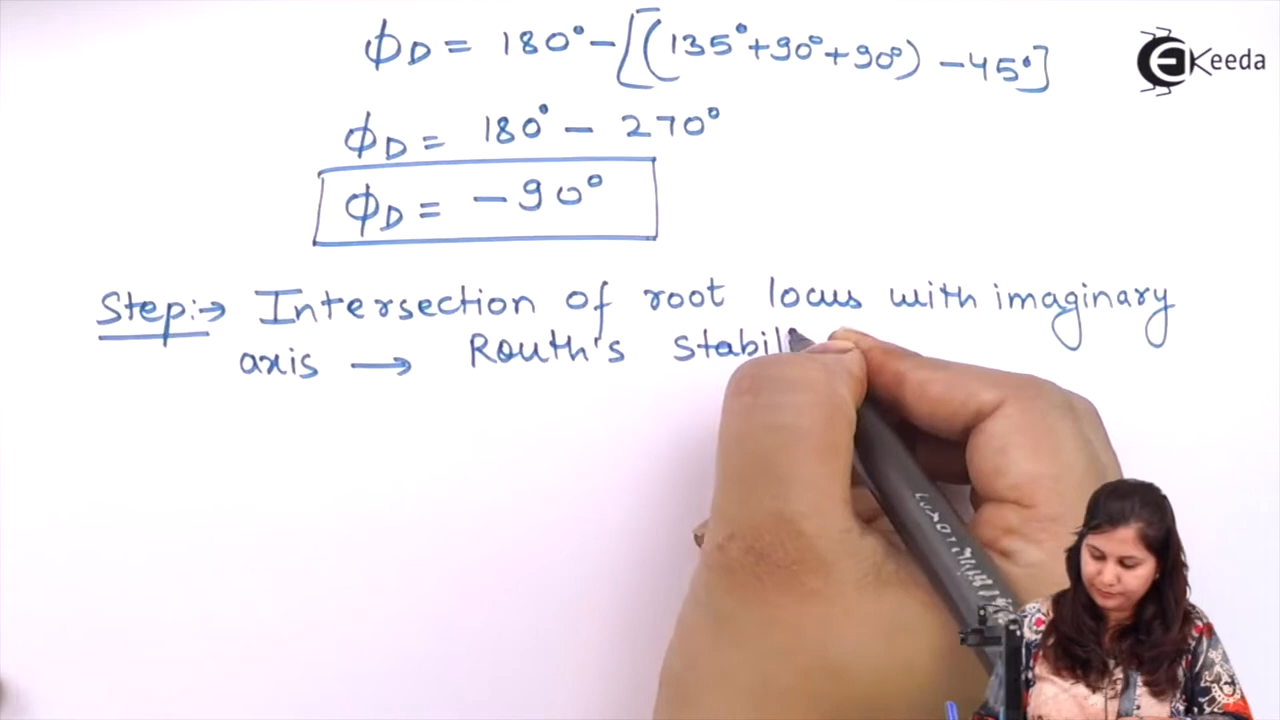 ϕD = 180° - [(135°+90°+90°) - 45°]
EKeeda
ϕD = 180° - 270°
ϕD = - 90°
Step:→ Intersection of root locus with imaginary
axis → Routh's stabil